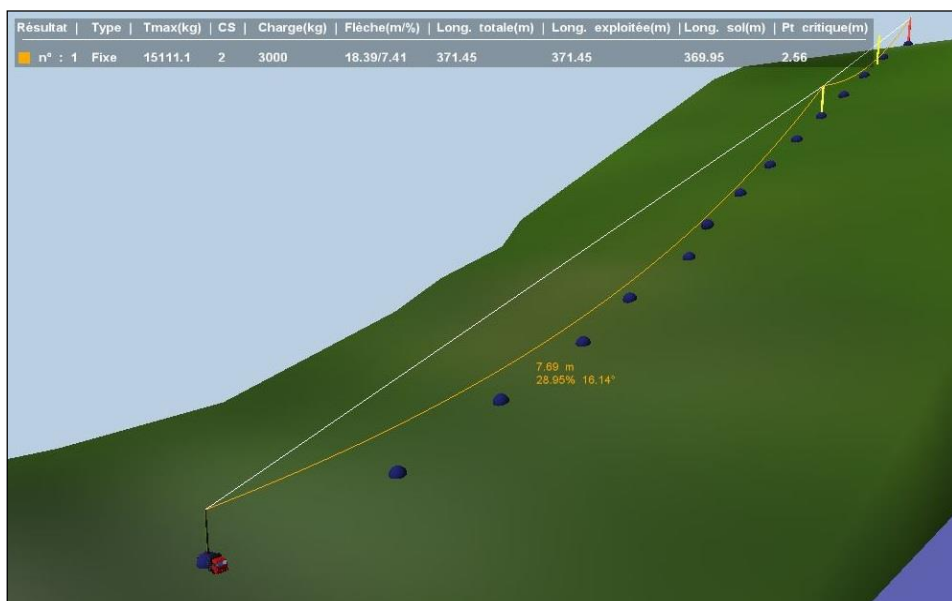 Résultat | Type | Tmax(kg) | CS | Charge(kg) | Flèche(m/%) | Long. totale(m) | Long. exploitée(m) | Long. sol(m) | Pt critique(m)
n° : 1 Fixe 15111.1 2 3000 18.39/7.41 371.45 371.45 369.95 2.56
7.69 m
28.95% 16.14°